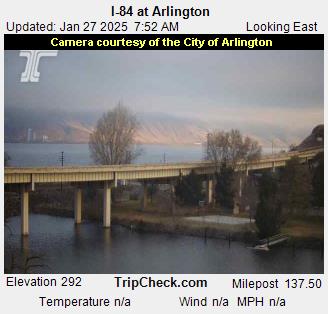 I-84 at Arlington
Updated: Jan 27 2025 7:52 AM Looking East
Camera courtesy of the City of Arlington
Elevation 292 TripCheck.com Milepost 137.50
Temperature n/a Wind n/a MPH n/a